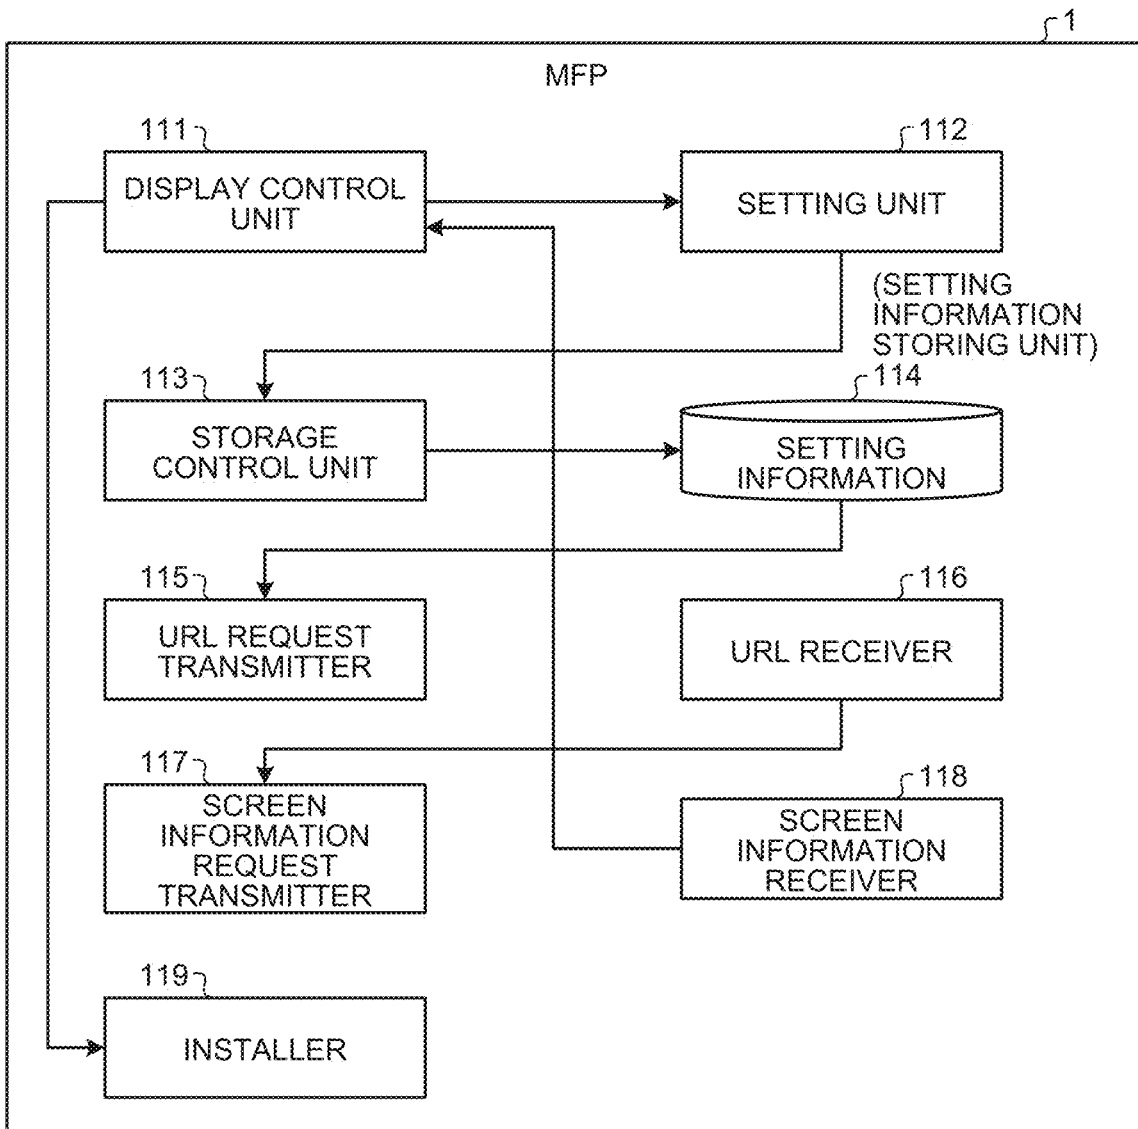 1
MFP
111
DISPLAY CONTROL
UNIT
112
SETTING UNIT
(SETTING
INFORMATION
STORING UNIT)
113
STORAGE
CONTROL UNIT
114
SETTING
INFORMATION
115
URL REQUEST
TRANSMITTER
116
URL RECEIVER
117
SCREEN
INFORMATION
REQUEST
TRANSMITTER
118
SCREEN
INFORMATION
RECEIVER
119
INSTALLER